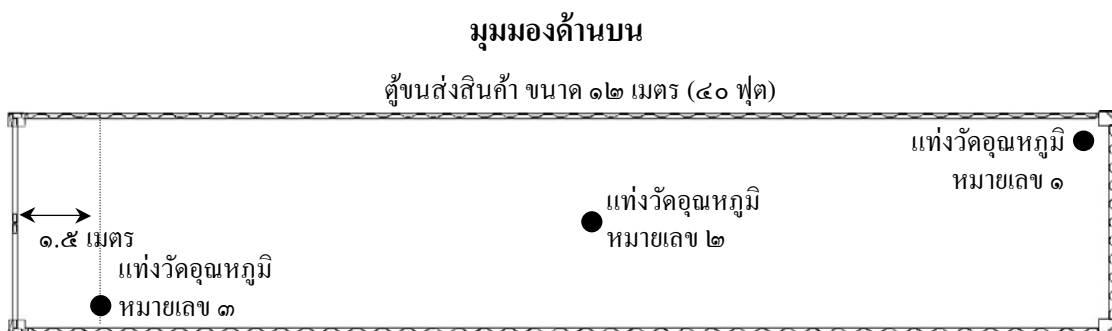 มุมมองด้านบน
ตู้ขนส่งสินค้า ขนาด ๑๒ เมตร (๔๐ ฟุต)
แท่งวัดอุณหภูมิ
หมายเลข ๑
แท่งวัดอุณหภูมิ
หมายเลข ๒
๑.๕ เมตร
แท่งวัดอุณหภูมิ
หมายเลข ๓